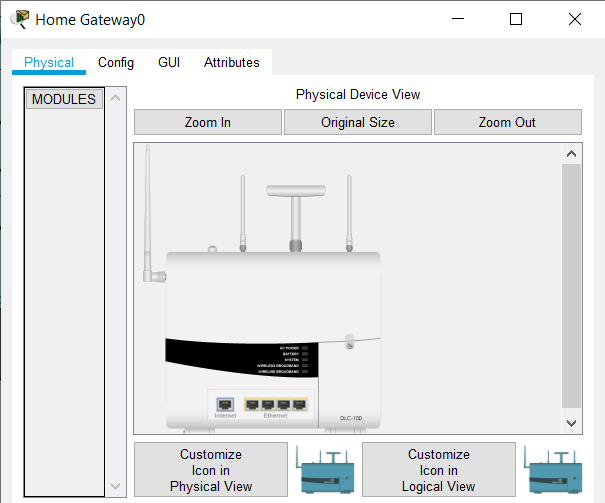 Home Gateway0
Physical Config GUI Attributes
MODULES
Physical Device View
Zoom In Original Size Zoom Out
AC POWER
BATTERY
SYSTEM
WIRELESS BROADBAND
WIRELINE BROADBAND
Internet Ethernet
DLC-100
Customize
Icon in
Physical View
Customize
Icon in
Logical View